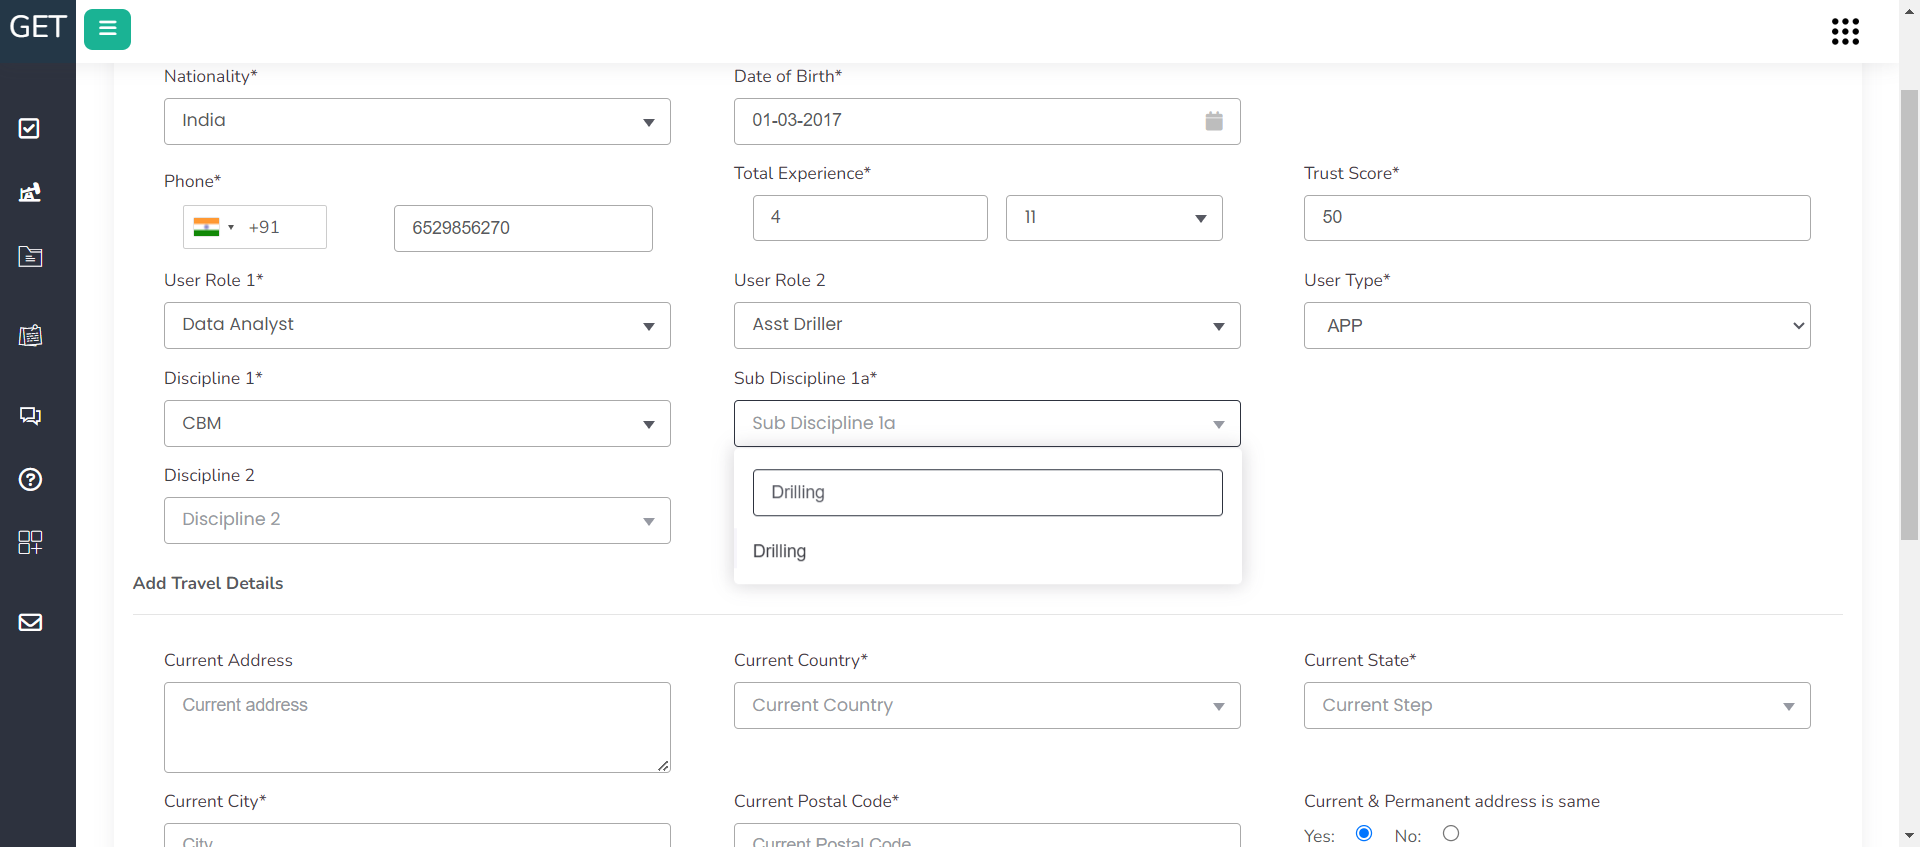 GET
Nationality*
Date of Birth*
India
01-03-2017
Phone*
Total Experience*
Trust Score*
+91
6529856270
4
11
50
User Role 1*
User Role 2
User Type*
Data Analyst
Asst Driller
APP
Discipline 1*
Sub Discipline 1a*
CBM
Sub Discipline 1a
Discipline 2
Drilling
Discipline 2
Drilling
Add Travel Details
Current Address
Current Country*
Current State*
Current address
Current Country
Current Step
Current City*
Current Postal Code*
Current & Permanent address is same
Yes:
No:
City
Current Postal Code